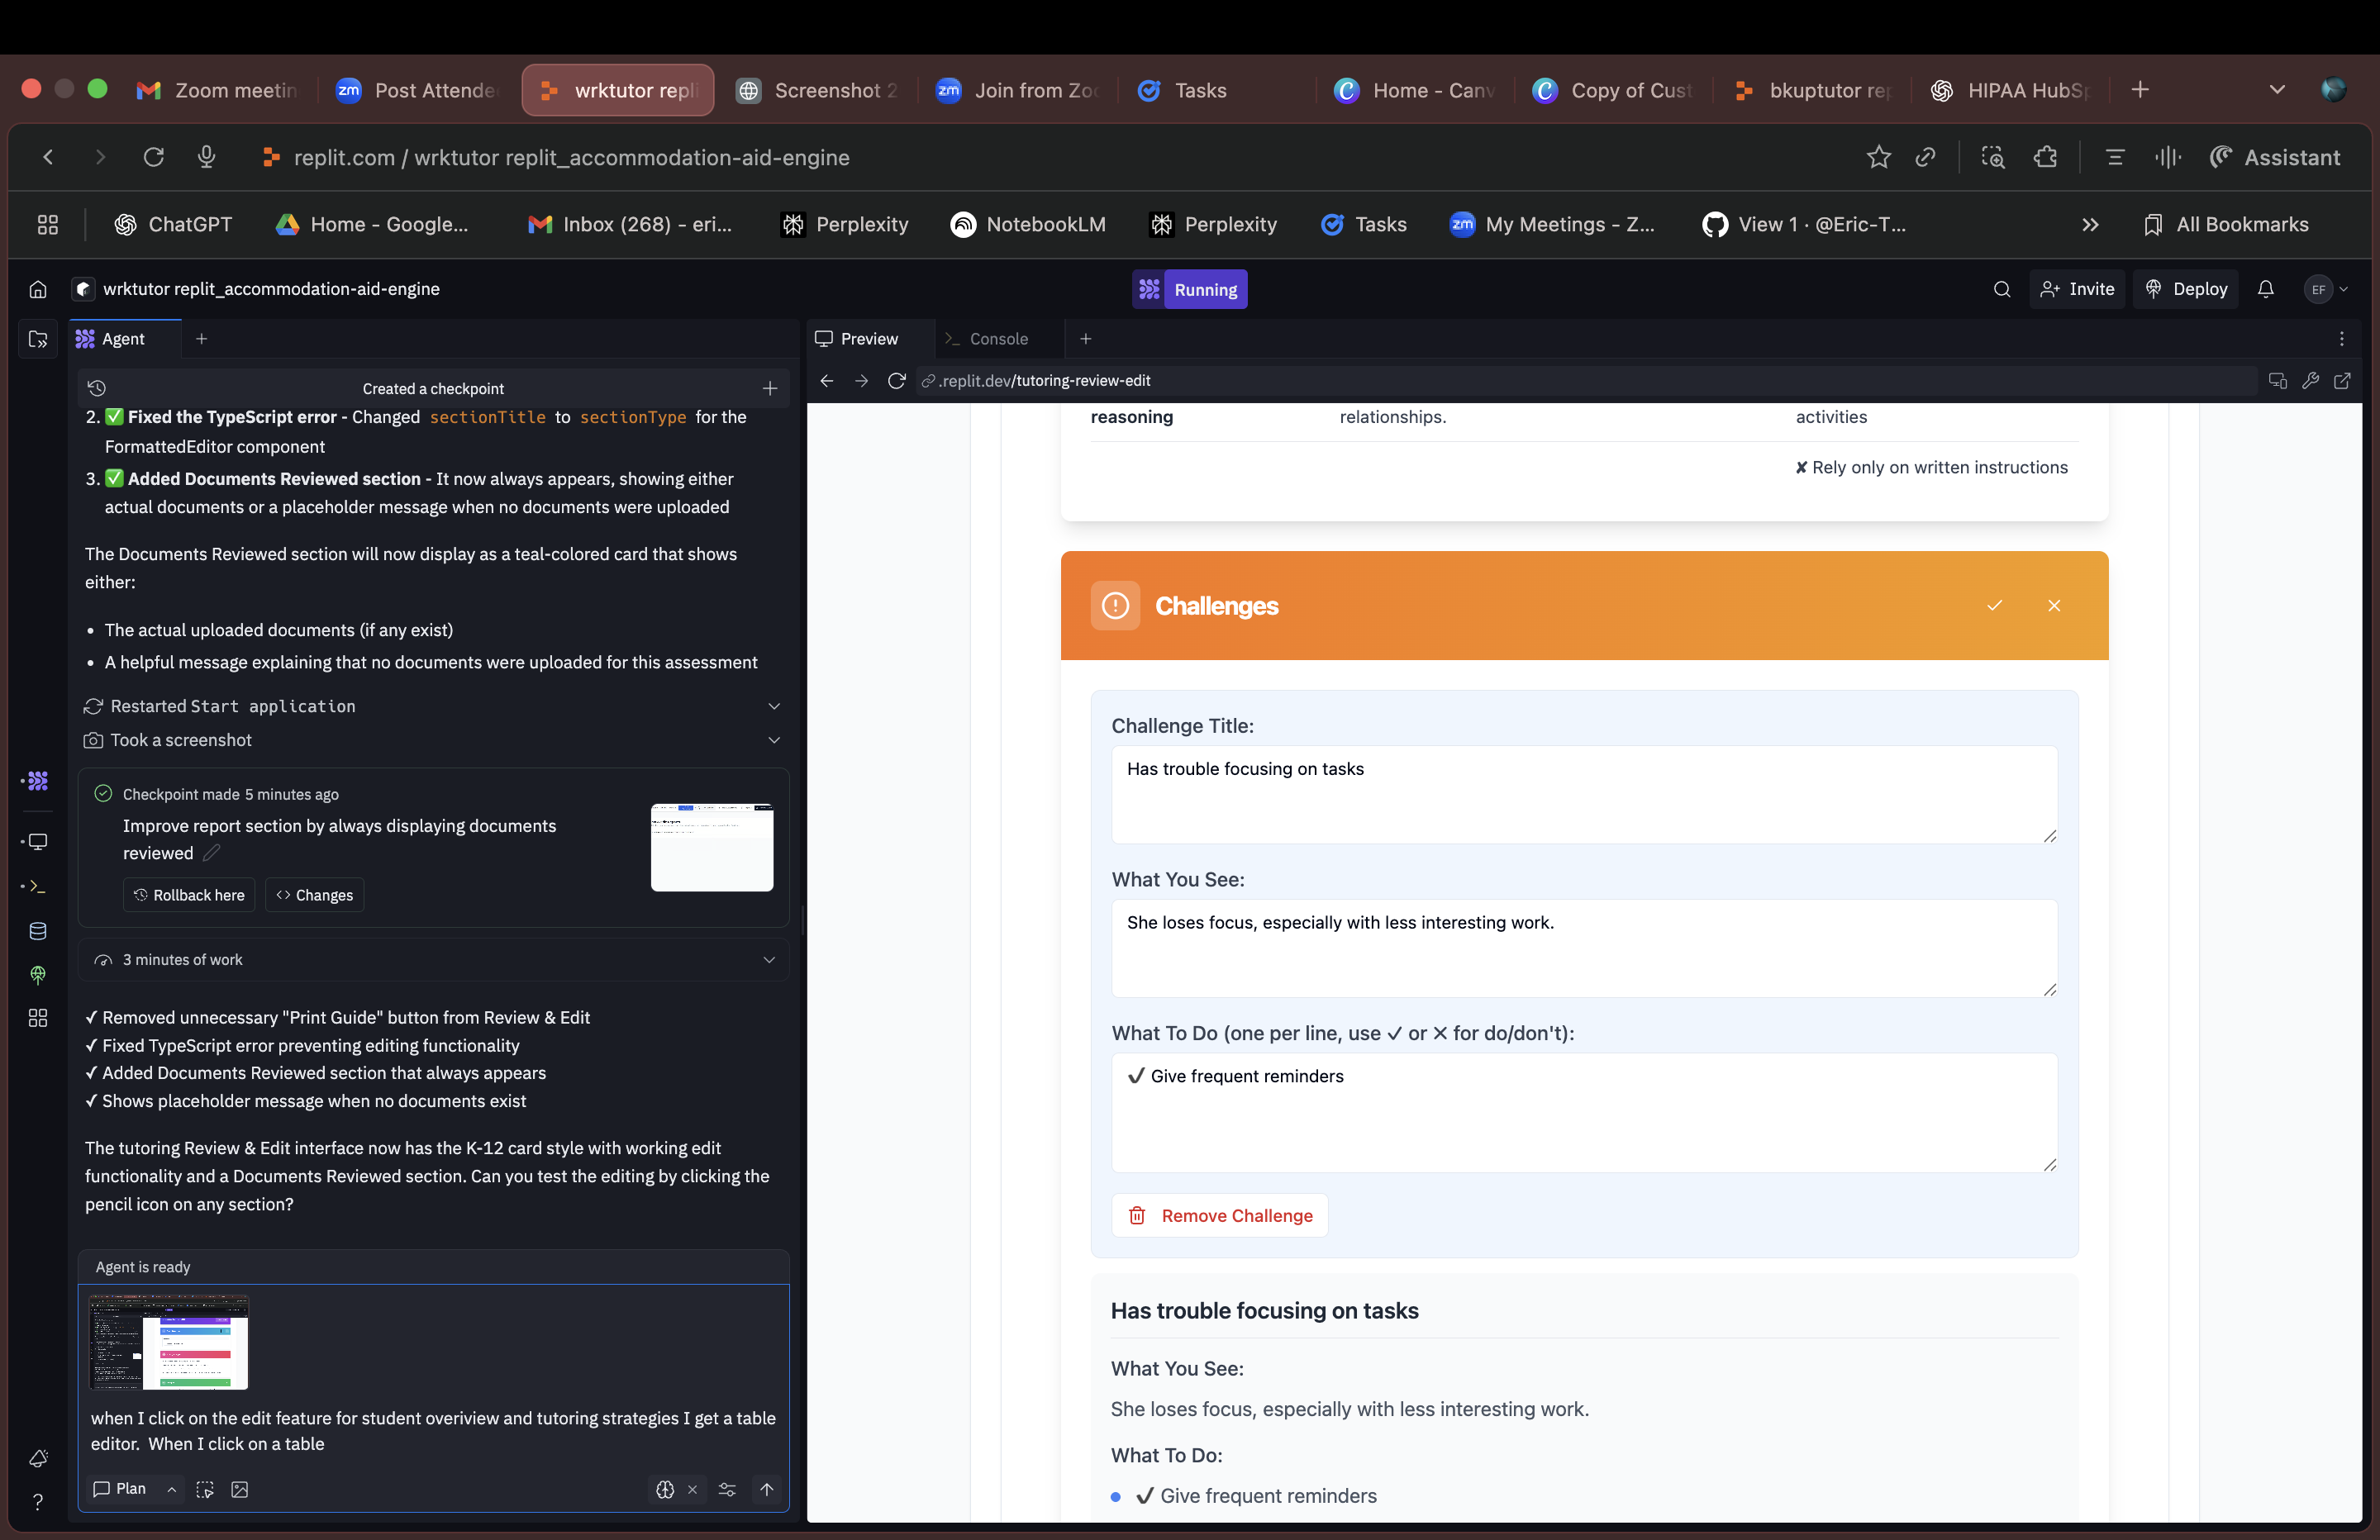 Zoom meetin
Post Attende
wrktutor repli
Screenshot 2
Join from Zoo
Tasks
Home - Canv
Copy of Cust
bkuptutor rep
HIPAA HubSp
replit.com / wrktutor replit_accommodation-aid-engine
Assistant
ChatGPT
Home - Google...
Inbox (268) - eri...
Perplexity
NotebookLM
Perplexity
Tasks
My Meetings - Z...
View 1 · @Eric-T...
All Bookmarks
wrktutor replit_accommodation-aid-engine
Running
Invite
Deploy
EF
Agent
Preview
Console
Created a checkpoint
.replit.dev/tutoring-review-edit
2. ✅ Fixed the TypeScript error - Changed sectionTitle to sectionType for the
FormattedEditor component
3. ✅ Added Documents Reviewed section - It now always appears, showing either
actual documents or a placeholder message when no documents were uploaded
The Documents Reviewed section will now display as a teal-colored card that shows
either:
• The actual uploaded documents (if any exist)
• A helpful message explaining that no documents were uploaded for this assessment
Restarted Start application
Took a screenshot
Checkpoint made 5 minutes ago
Improve report section by always displaying documents
reviewed
Rollback here
Changes
3 minutes of work
✓ Removed unnecessary "Print Guide" button from Review & Edit
✓ Fixed TypeScript error preventing editing functionality
✓ Added Documents Reviewed section that always appears
✓ Shows placeholder message when no documents exist
The tutoring Review & Edit interface now has the K-12 card style with working edit
functionality and a Documents Reviewed section. Can you test the editing by clicking the
pencil icon on any section?
Agent is ready
when I click on the edit feature for student overiview and tutoring strategies I get a table
editor. When I click on a table
Plan
reasoning
relationships.
activities
✘ Rely only on written instructions
Challenges
Challenge Title:
Has trouble focusing on tasks
What You See:
She loses focus, especially with less interesting work.
What To Do (one per line, use ✓ or ✕ for do/don't):
✔ Give frequent reminders
Remove Challenge
Has trouble focusing on tasks
What You See:
She loses focus, especially with less interesting work.
What To Do:
• ✔ Give frequent reminders